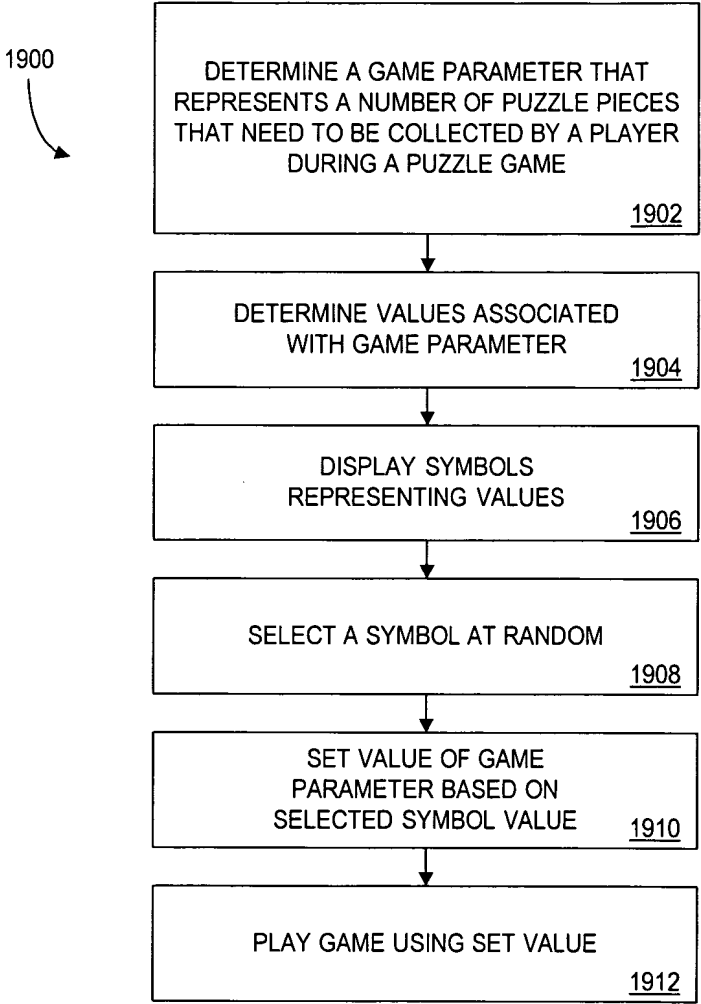 1900
DETERMINE A GAME PARAMETER THAT
REPRESENTS A NUMBER OF PUZZLE PIECES
THAT NEED TO BE COLLECTED BY A PLAYER
DURING A PUZZLE GAME
1902
DETERMINE VALUES ASSOCIATED
WITH GAME PARAMETER
1904
DISPLAY SYMBOLS
REPRESENTING VALUES
1906
SELECT A SYMBOL AT RANDOM
1908
SET VALUE OF GAME
PARAMETER BASED ON
SELECTED SYMBOL VALUE
1910
PLAY GAME USING SET VALUE
1912